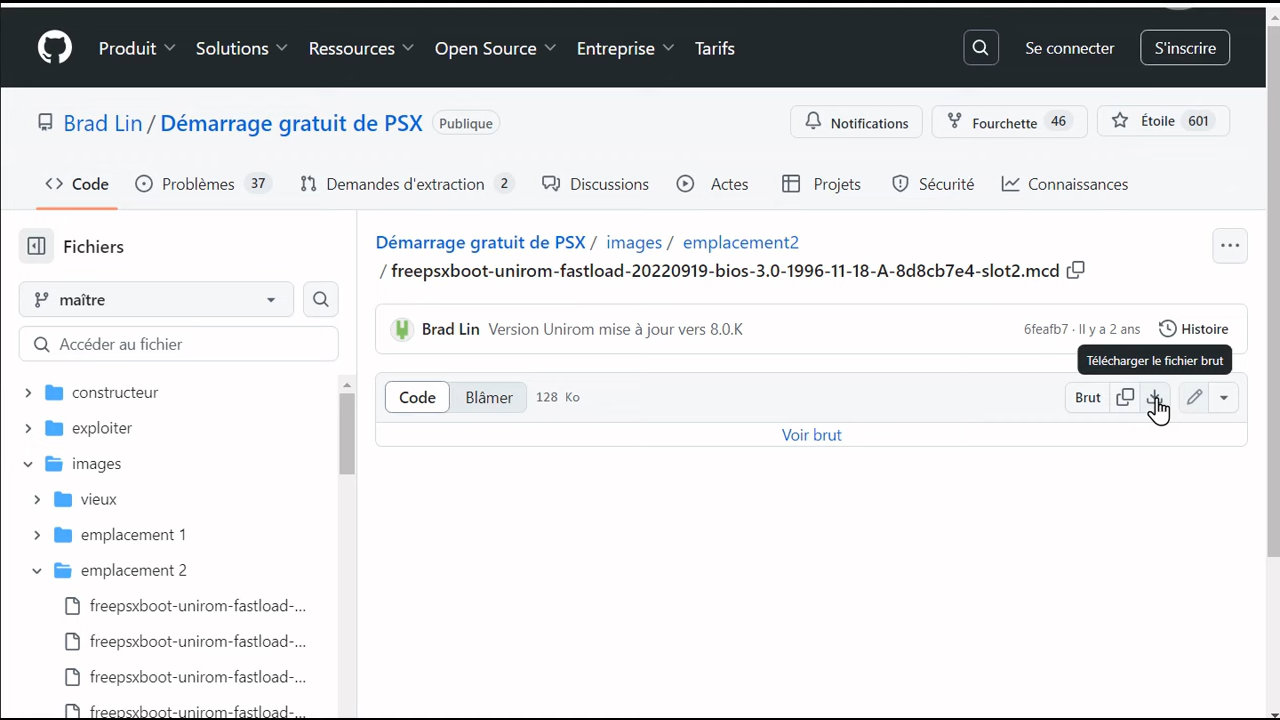 Produit Solutions Ressources Open Source Entreprise Tarifs Se connecter S'inscrire
Brad Lin / Démarrage gratuit de PSX Publique Notifications Fourchette 46 Étoile 601
Code Problèmes 37 Demandes d'extraction 2 Discussions Actes Projets Sécurité Connaissances
Fichiers
maître
Accéder au fichier
constructeur
exploiter
images
vieux
emplacement 1
emplacement 2
freepsxboot-unirom-fastload-...
freepsxboot-unirom-fastload-...
freepsxboot-unirom-fastload-...
freepsxboot-unirom-fastload-...
Démarrage gratuit de PSX / images / emplacement2
/ freepsxboot-unirom-fastload-20220919-bios-3.0-1996-11-18-A-8d8cb7e4-slot2.mcd
Brad Lin Version Unirom mise à jour vers 8.0.K 6feafb7 · Il y a 2 ans Histoire
Télécharger le fichier brut
Code Blâmer 128 Ko Brut
Voir brut